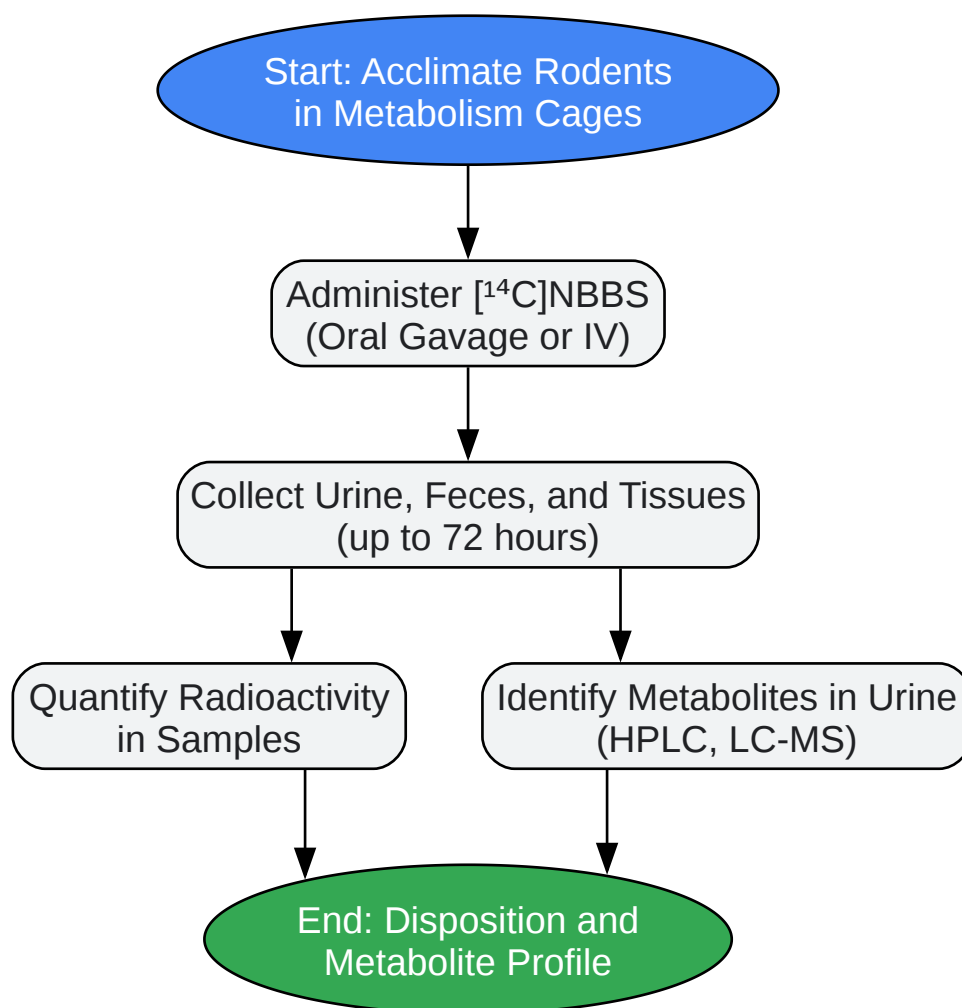 Start: Acclimate Rodents
in Metabolism Cages
Administer [¹⁴C]NBBS
(Oral Gavage or IV)
Collect Urine, Feces, and Tissues
(up to 72 hours)
Quantify Radioactivity
in Samples
Identify Metabolites in Urine
(HPLC, LC-MS)
End: Disposition and
Metabolite Profile